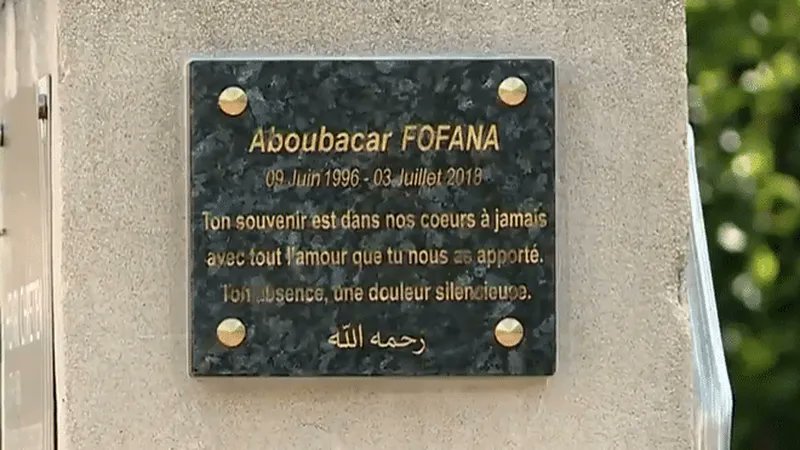 Aboubacar FOFANA
09 Juin 1996 - 03 Juillet 2018
Ton souvenir est dans nos coeurs à jamais
avec tout l'amour que tu nous as apporté.
Ton absence, une douleur silencieuse.
رحمه الله